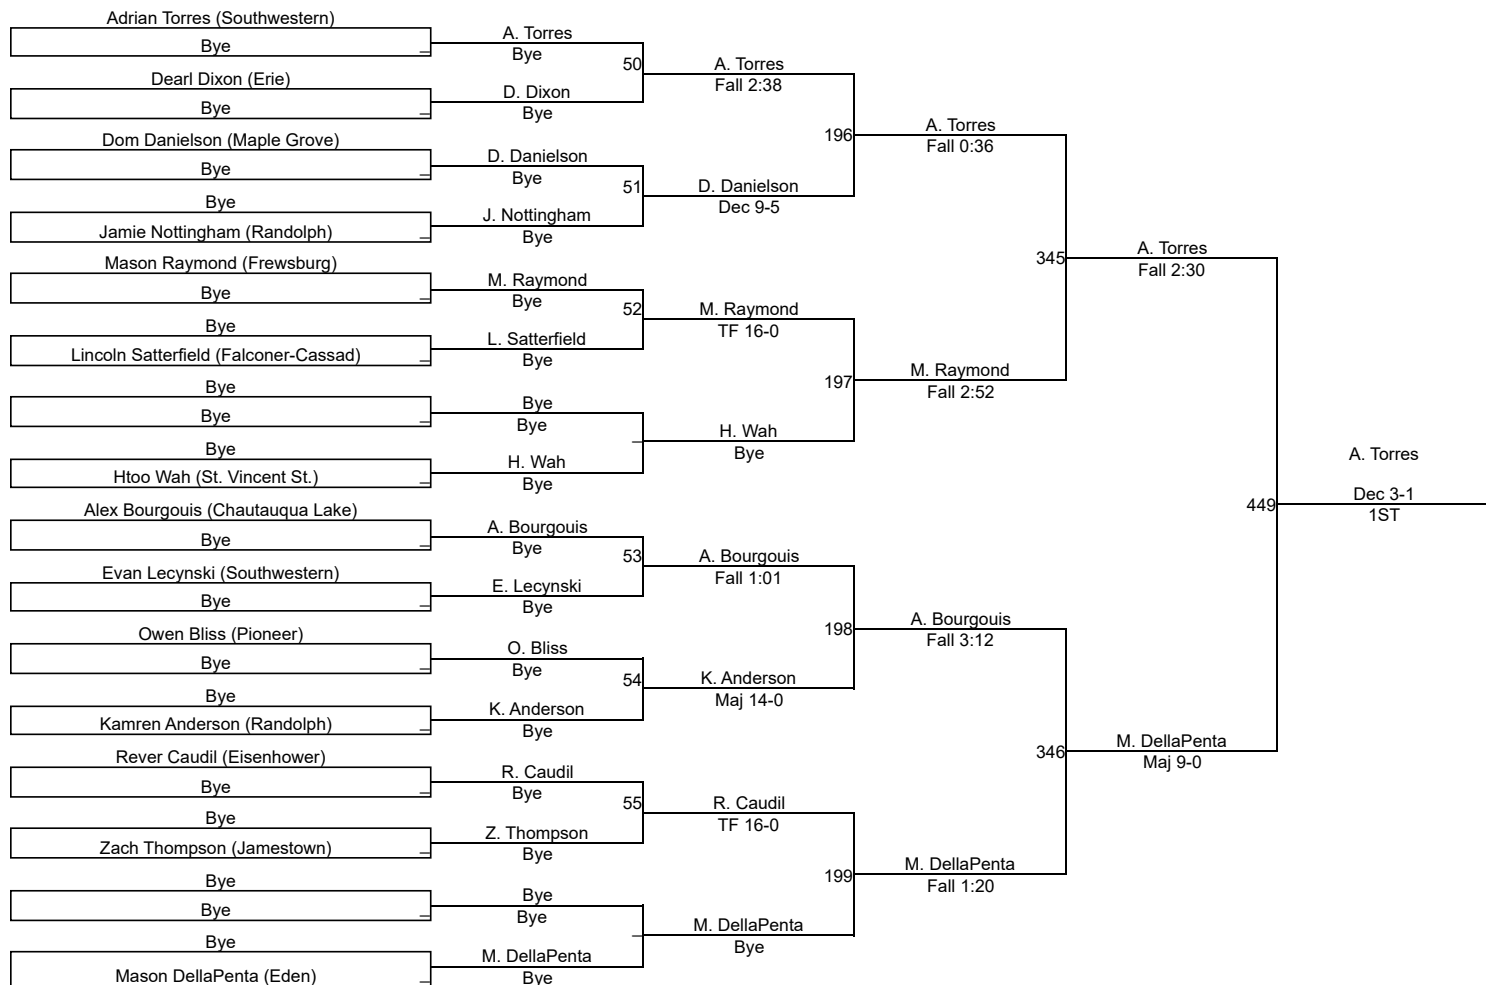 Adrian Torres (Southwestern)
Bye
Dearl Dixon (Erie)
Bye
Dom Danielson (Maple Grove)
Bye
Bye
Jamie Nottingham (Randolph)
Mason Raymond (Frewsburg)
Bye
Bye
Lincoln Satterfield (Falconer-Cassad)
Bye
Bye
Bye
Htoo Wah (St. Vincent St.)
Alex Bourgouis (Chautauqua Lake)
Bye
Evan Lecynski (Southwestern)
Bye
Owen Bliss (Pioneer)
Bye
Bye
Kamren Anderson (Randolph)
Rever Caudil (Eisenhower)
Bye
Bye
Zach Thompson (Jamestown)
Bye
Bye
Bye
Mason DellaPenta (Eden)
A. Torres
Bye
50
D. Dixon
Bye
D. Danielson
Bye
51
J. Nottingham
Bye
M. Raymond
Bye
52
L. Satterfield
Bye
Bye
Bye
H. Wah
Bye
A. Bourgouis
Bye
53
E. Lecynski
Bye
O. Bliss
Bye
54
K. Anderson
Bye
R. Caudil
Bye
55
Z. Thompson
Bye
Bye
Bye
M. DellaPenta
Bye
A. Torres
Fall 2:38
196
D. Danielson
Dec 9-5
M. Raymond
TF 16-0
197
H. Wah
Bye
A. Bourgouis
Fall 1:01
198
K. Anderson
Maj 14-0
R. Caudil
TF 16-0
199
M. DellaPenta
Bye
A. Torres
Fall 0:36
345
M. Raymond
Fall 2:52
A. Bourgouis
Fall 3:12
346
M. DellaPenta
Fall 1:20
A. Torres
Fall 2:30
449
M. DellaPenta
Maj 9-0
A. Torres
Dec 3-1
1ST